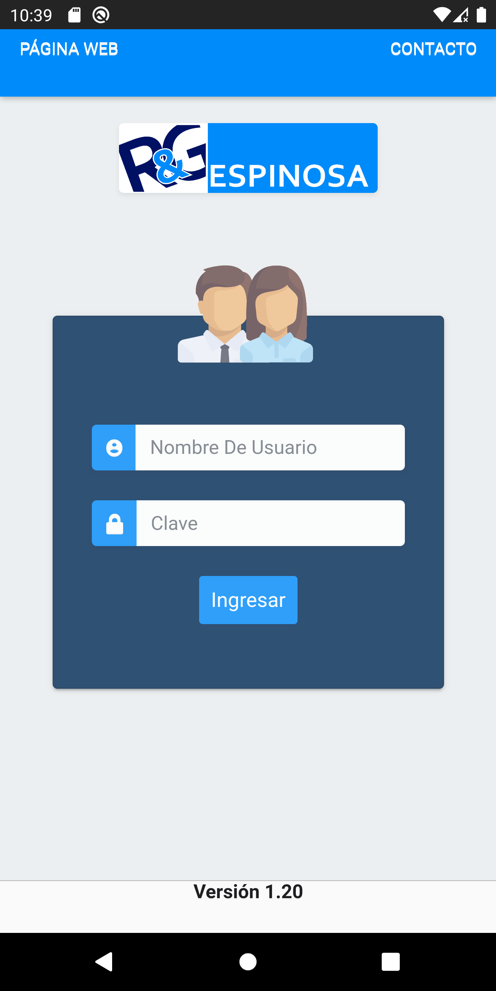 10:39
PÁGINA WEB
CONTACTO
R&G ESPINOSA
Nombre De Usuario
Clave
Ingresar
Versión 1.20